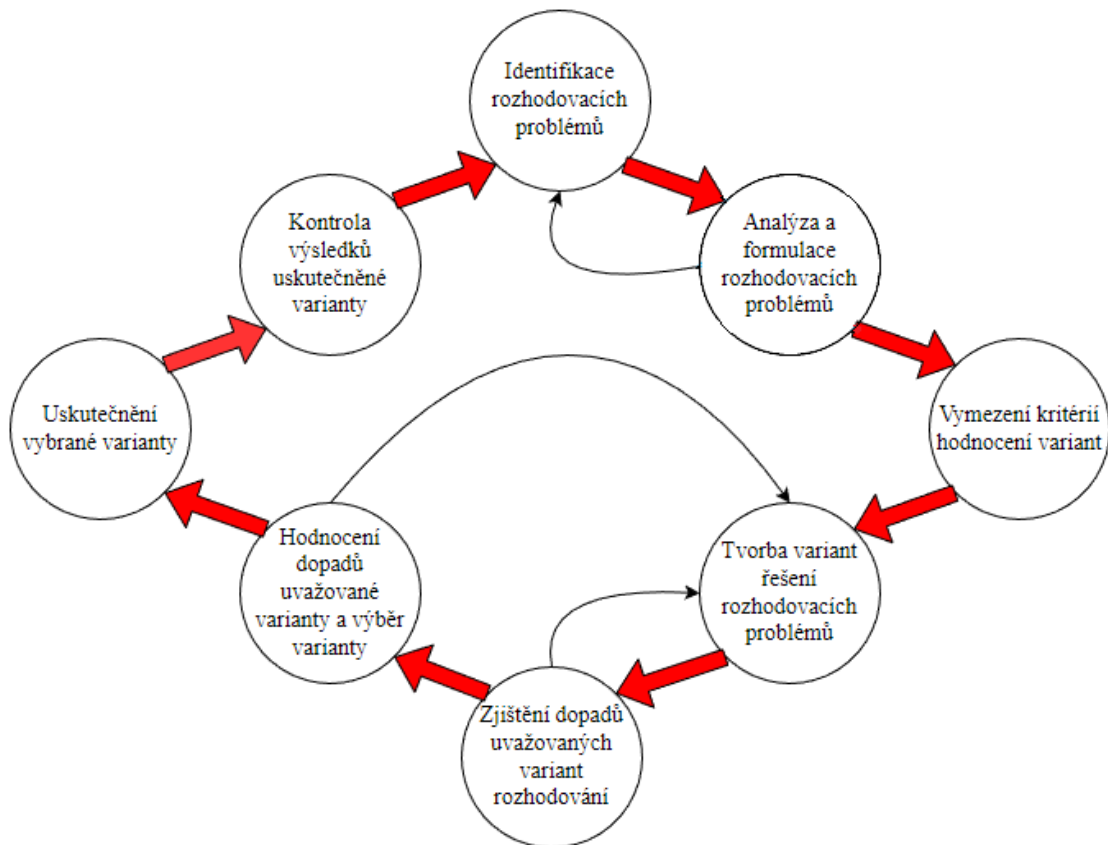 Identifikace
rozhodovacích
problémů
Analýza a
formulace
rozhodovacích
problémů
Vymezení kritérií
hodnocení variant
Tvorba variant
řešení
rozhodovacích
problémů
Zjištění dopadů
uvažovaných
variant
rozhodování
Hodnocení
dopadů
uvažované
varianty a výběr
varianty
Uskutečnění
vybrané varianty
Kontrola
výsledků
uskutečněné
varianty